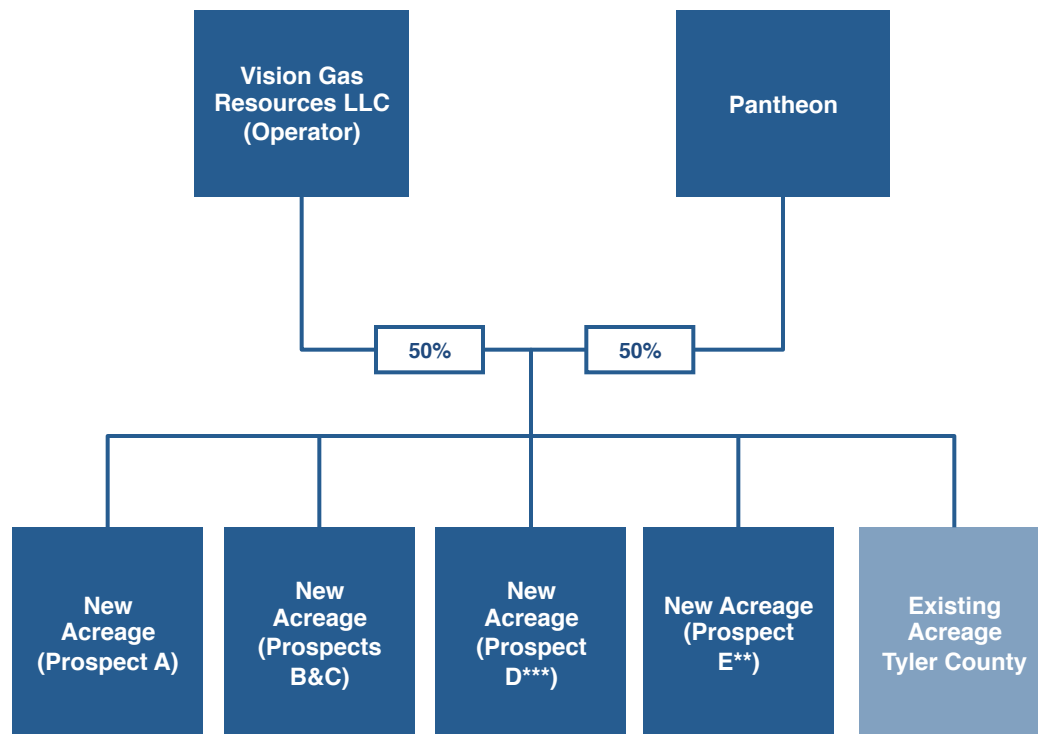 Vision Gas
Resources LLC
(Operator)
Pantheon
50%
50%
New
Acreage
(Prospect A)
New
Acreage
(Prospects
B&C)
New
Acreage
(Prospect
D***)
New Acreage
(Prospect
E**)
Existing
Acreage
Tyler County